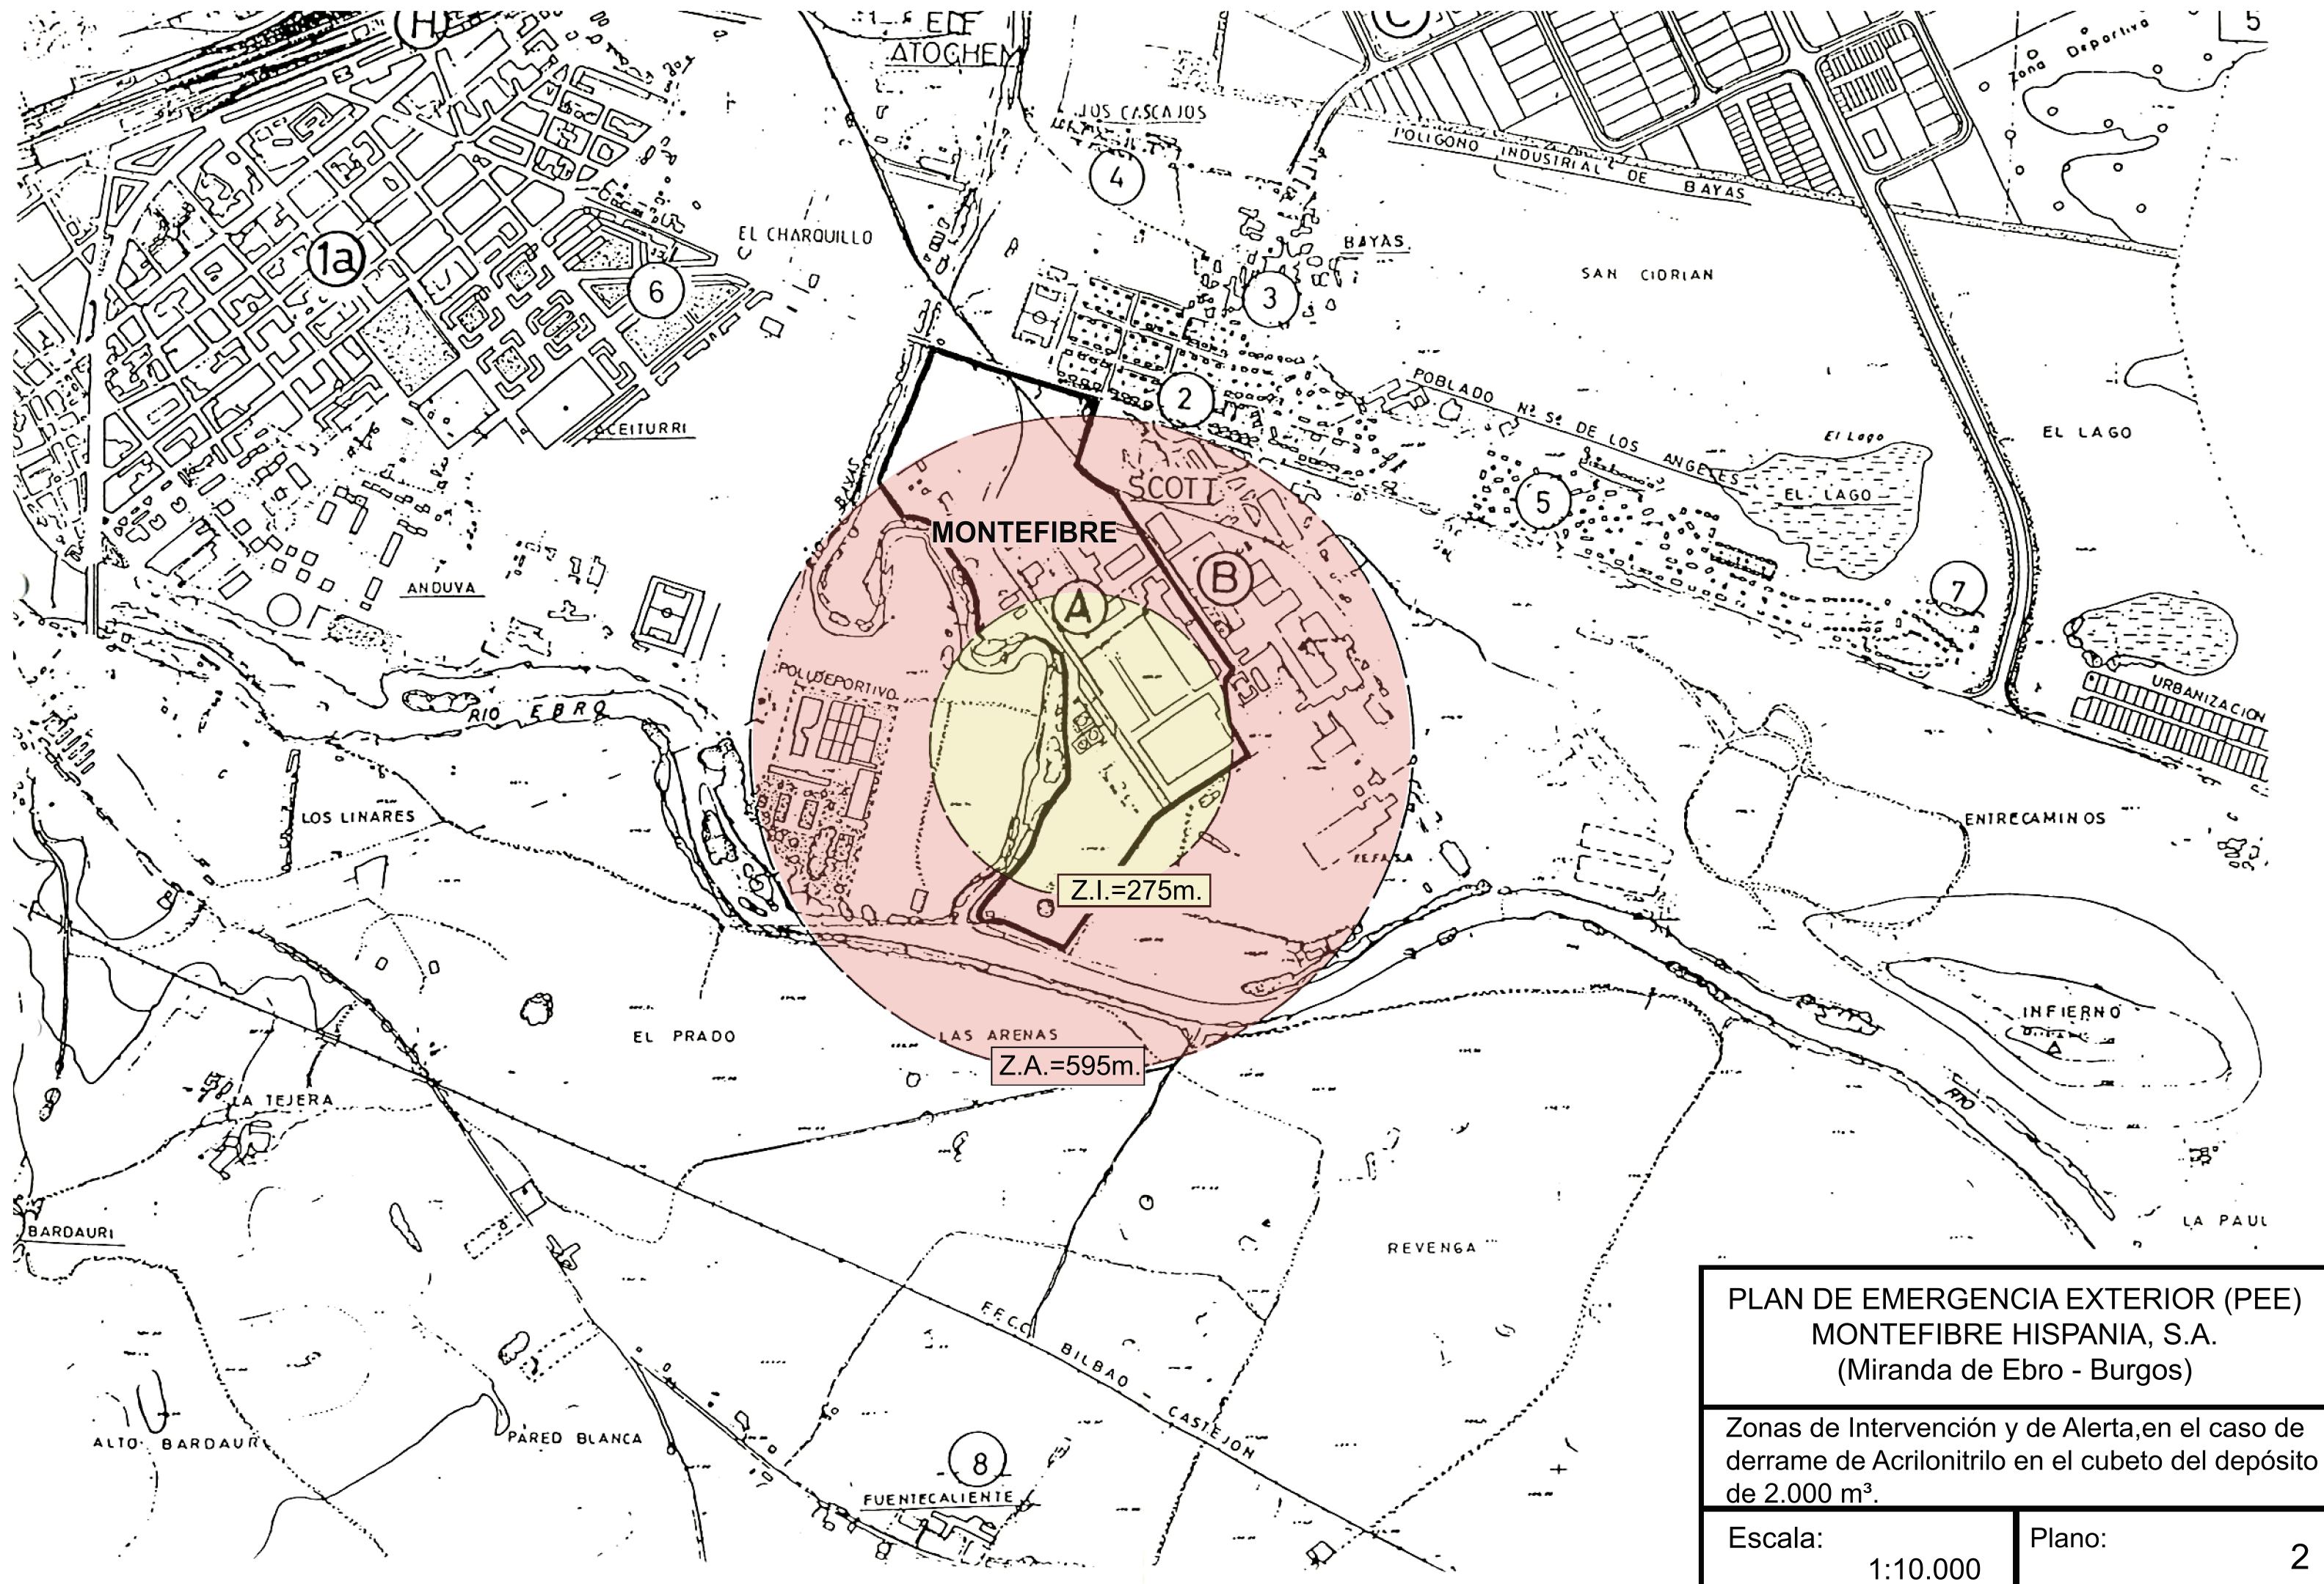 H
ELF
ATOCHEM
C
5
Zona Deportiva
LOS CASCAJOS
4
POLIGONO INDUSTRIAL DE BAYAS
1a
EL CHARQUILLO
6
BAYAS
3
SAN CIDRIAN
2
POBLADO Nª Sª DE LOS ANGELES
ACEITURRI
EL LAGO
El Lago
EL LAGO
5
BAYAS
SCOTT
MONTEFIBRE
B
A
7
ANDUVA
POLIDEPORTIVO
RIO EBRO
URBANIZACION
LOS LINARES
ENTRECAMINOS
F.E.F.A.S.A
Z.I.=275m.
INFIERNO
EL PRADO
LAS ARENAS
Z.A.=595m.
LA TEJERA
RIO
BARDAURI
LA PAUL
REVENGA
F.F.C.C. BILBAO - CASTEJON
ALTO BARDAURI
PARED BLANCA
8
FUENTECALIENTE
PLAN DE EMERGENCIA EXTERIOR (PEE)
MONTEFIBRE HISPANIA, S.A.
(Miranda de Ebro - Burgos)
Zonas de Intervención y de Alerta,en el caso de
derrame de Acrilonitrilo en el cubeto del depósito
de 2.000 m³.
Escala:
1:10.000
Plano:
2